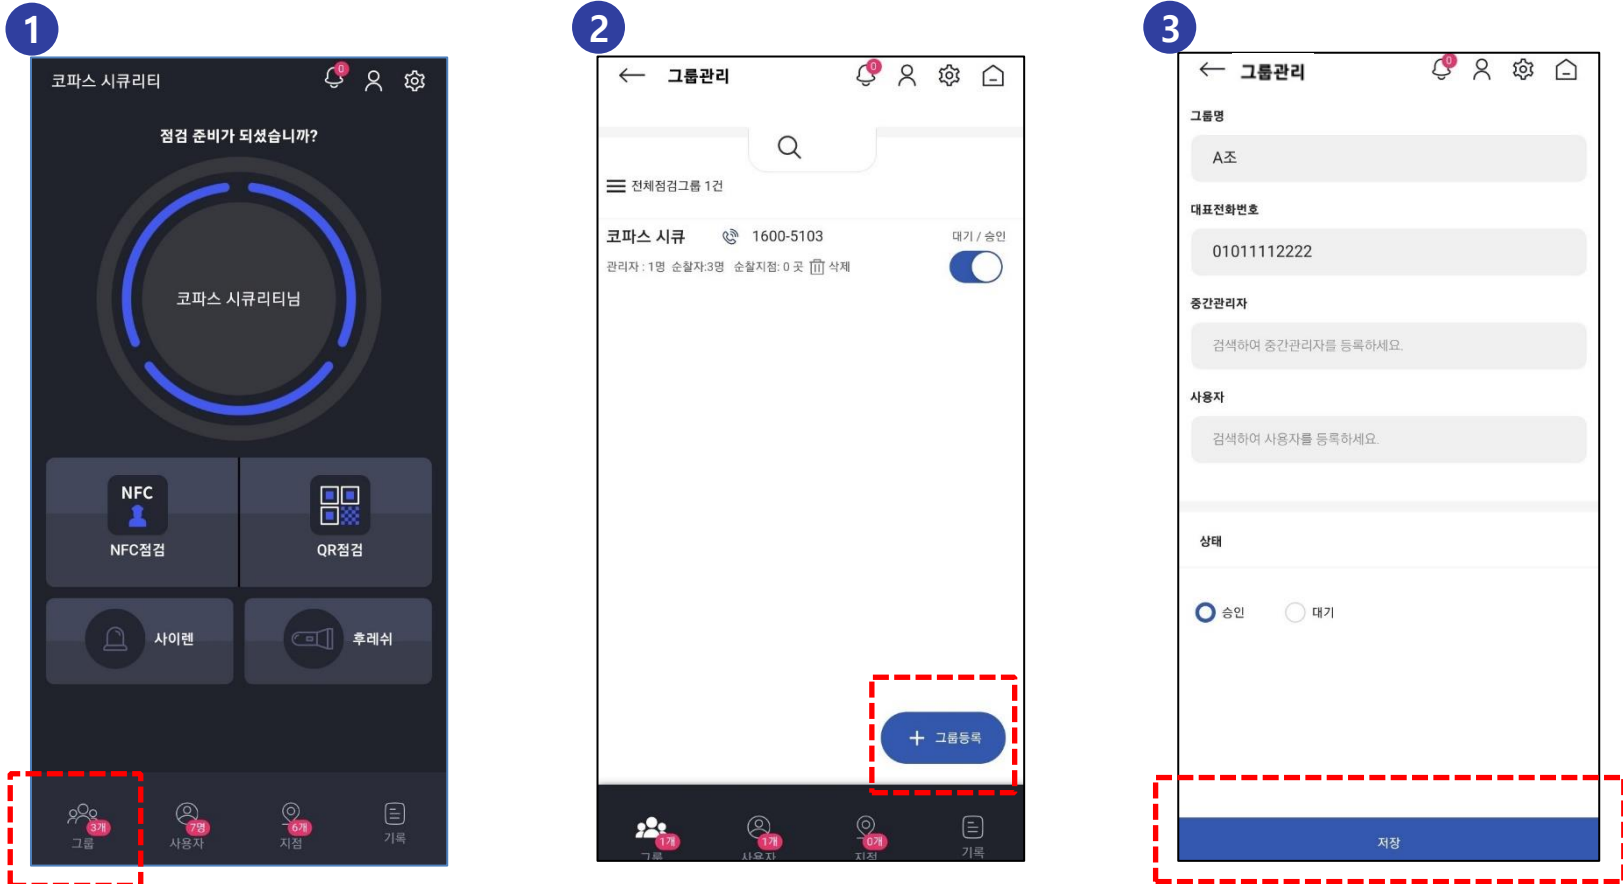 1
코파스 시큐리티
0
점검 준비가 되셨습니까?
코파스 시큐리티님
NFC
NFC점검
QR점검
사이렌
후레쉬
3개
7명
6개
그룹
사용자
지점
기록
2
그룹관리
0
전체점검그룹 1건
코파스 시큐
1600-5103
대기 / 승인
관리자 : 1명 순찰자:3명 순찰지점: 0 곳 삭제
+ 그룹등록
1개
1개
0개
그룹
사용자
지점
기록
3
그룹관리
0
그룹명
A조
대표전화번호
01011112222
중간관리자
검색하여 중간관리자를 등록하세요.
사용자
검색하여 사용자를 등록하세요.
상태
승인
대기
저장